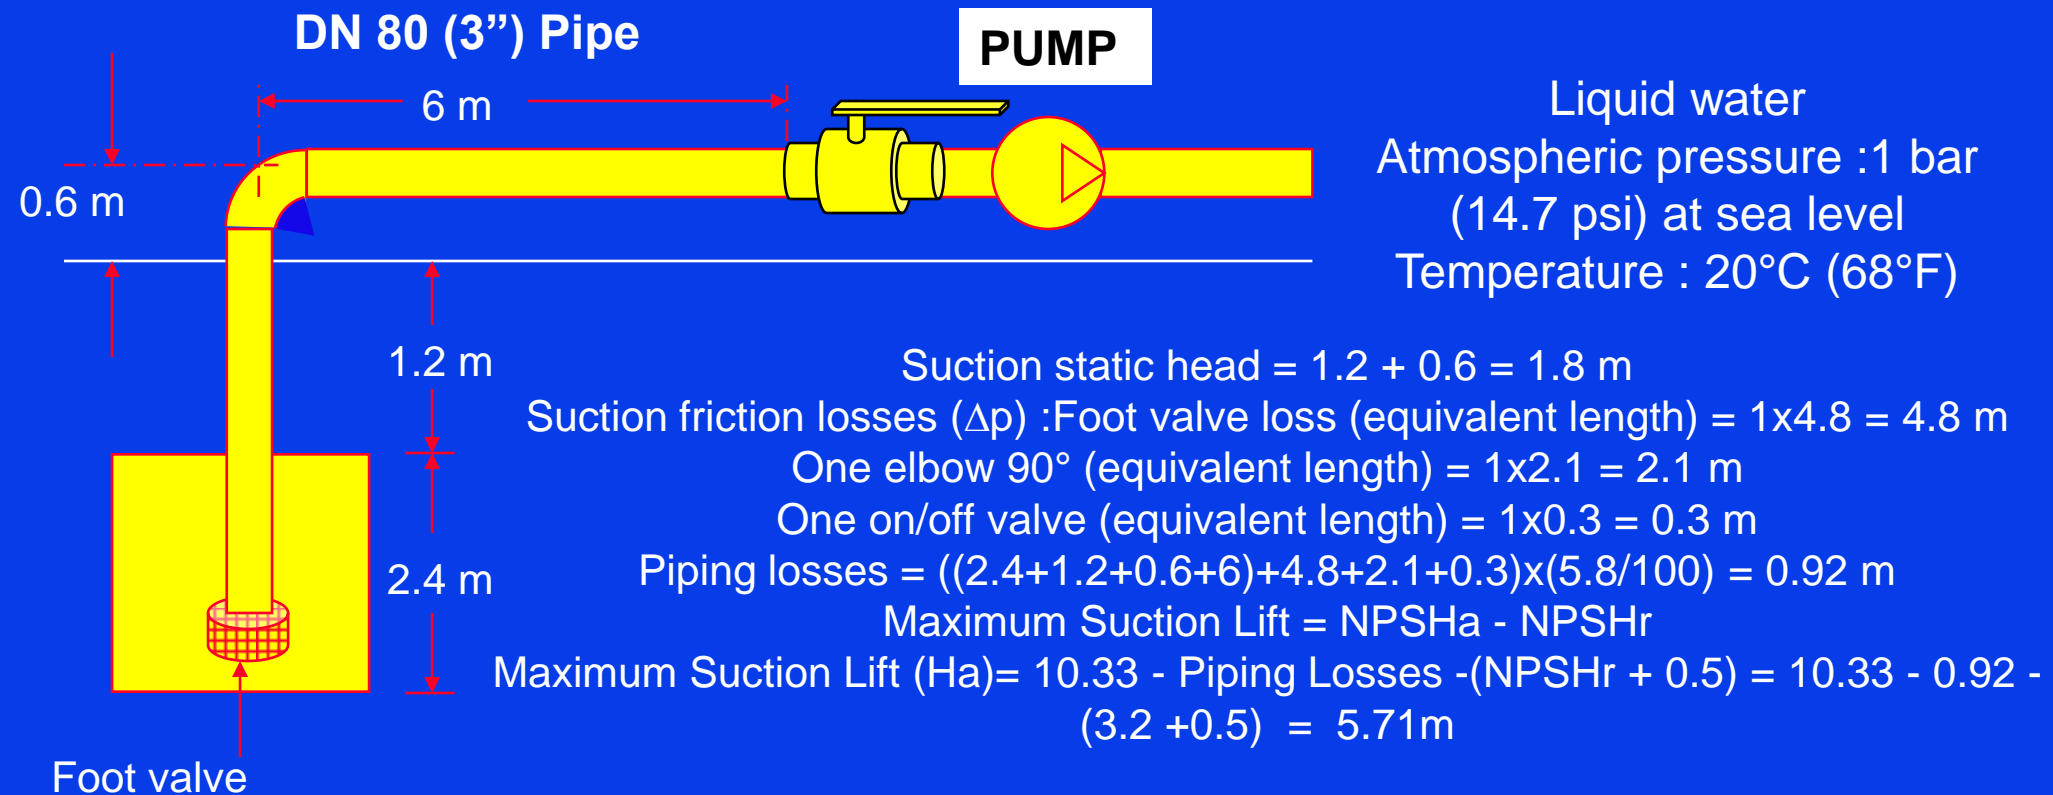 DN 80 (3”) Pipe
PUMP
6 m
0.6 m
Liquid water
Atmospheric pressure :1 bar
(14.7 psi) at sea level
Temperature : 20°C (68°F)
1.2 m
2.4 m
Suction static head = 1.2 + 0.6 = 1.8 m
Suction friction losses (∆p) :Foot valve loss (equivalent length) = 1x4.8 = 4.8 m
One elbow 90° (equivalent length) = 1x2.1 = 2.1 m
One on/off valve (equivalent length) = 1x0.3 = 0.3 m
Piping losses = ((2.4+1.2+0.6+6)+4.8+2.1+0.3)x(5.8/100) = 0.92 m
Maximum Suction Lift = NPSHa - NPSHr
Maximum Suction Lift (Ha)= 10.33 - Piping Losses -(NPSHr + 0.5) = 10.33 - 0.92 -
(3.2 +0.5) = 5.71m
Foot valve